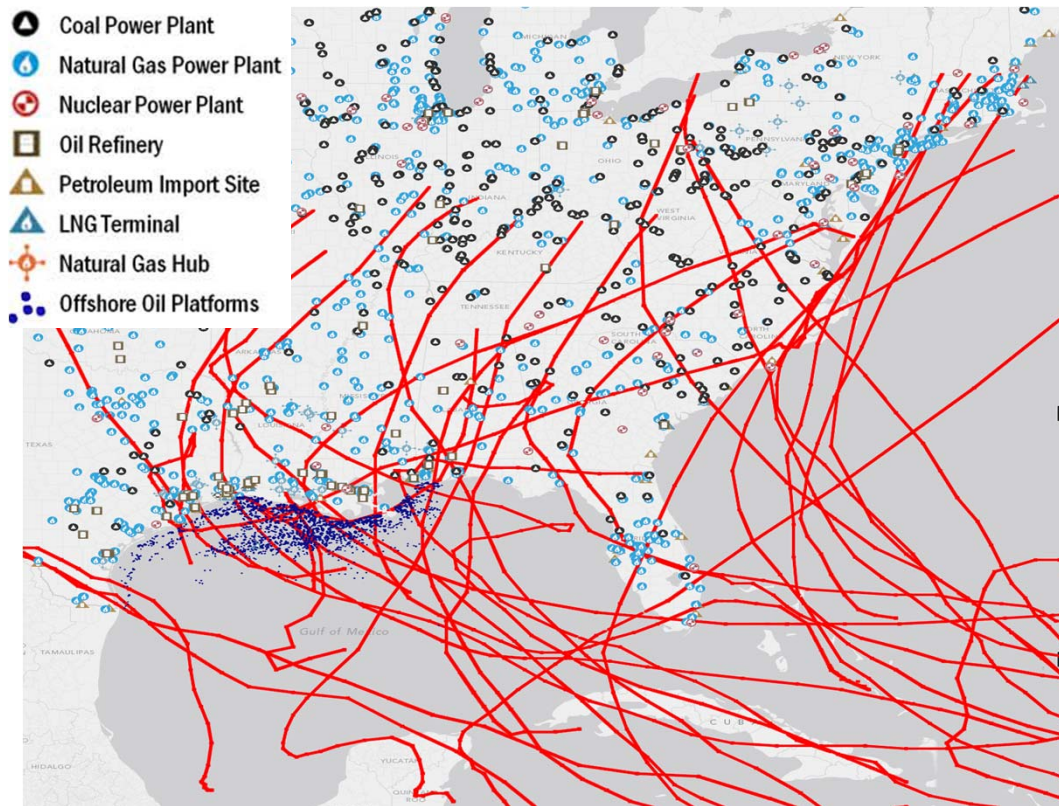 Coal Power Plant
Natural Gas Power Plant
Nuclear Power Plant
Oil Refinery
Petroleum Import Site
LNG Terminal
Natural Gas Hub
Offshore Oil Platforms
MICHIGAN
NEW YORK
PENNSYLVANIA
ILLINOIS
OHIO
MARYLAND
INDIANA
WEST
VIRGINIA
KENTUCKY
TENNESSEE
NORTH
CAROLINA
SOUTH
CAROLINA
ARKANSAS
TEXAS
LOUISIANA
Gulf of Mexico
TAMAULIPAS
CUBA
HIDALGO
YUCATAN